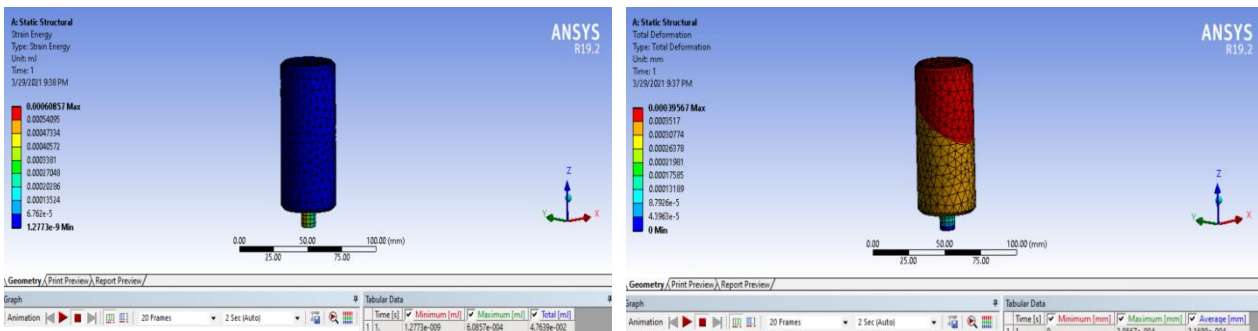 A: Static Structural
Strain Energy
Type: Strain Energy
Unit: mJ
Time: 1
3/29/2021 9:38 PM
0.00060857 Max
0.00054095
0.00047334
0.00040572
0.0003381
0.00027048
0.00020286
0.00013524
6.762e-5
1.2773e-9 Min
ANSYS
R19.2
Z
Y
X
0.00 50.00 100.00 (mm)
25.00 75.00
Geometry Print Preview Report Preview
Graph
Animation 20 Frames 2 Sec (Auto)
Tabular Data
Time [s] Minimum [mJ] Maximum [mJ] Total [mJ]
1 1. 1.2773e-009 6.0857e-004 4.7639e-002
A: Static Structural
Total Deformation
Type: Total Deformation
Unit: mm
Time: 1
3/29/2021 9:37 PM
0.00039567 Max
0.0003517
0.00030774
0.00026378
0.00021981
0.00017585
0.00013189
8.7926e-5
4.3963e-5
0 Min
ANSYS
R19.2
Z
Y
X
0.00 50.00 100.00 (mm)
25.00 75.00
Geometry Print Preview Report Preview
Graph
Animation 20 Frames 2 Sec (Auto)
Tabular Data
Time [s] Minimum [mm] Maximum [mm] Average [mm]